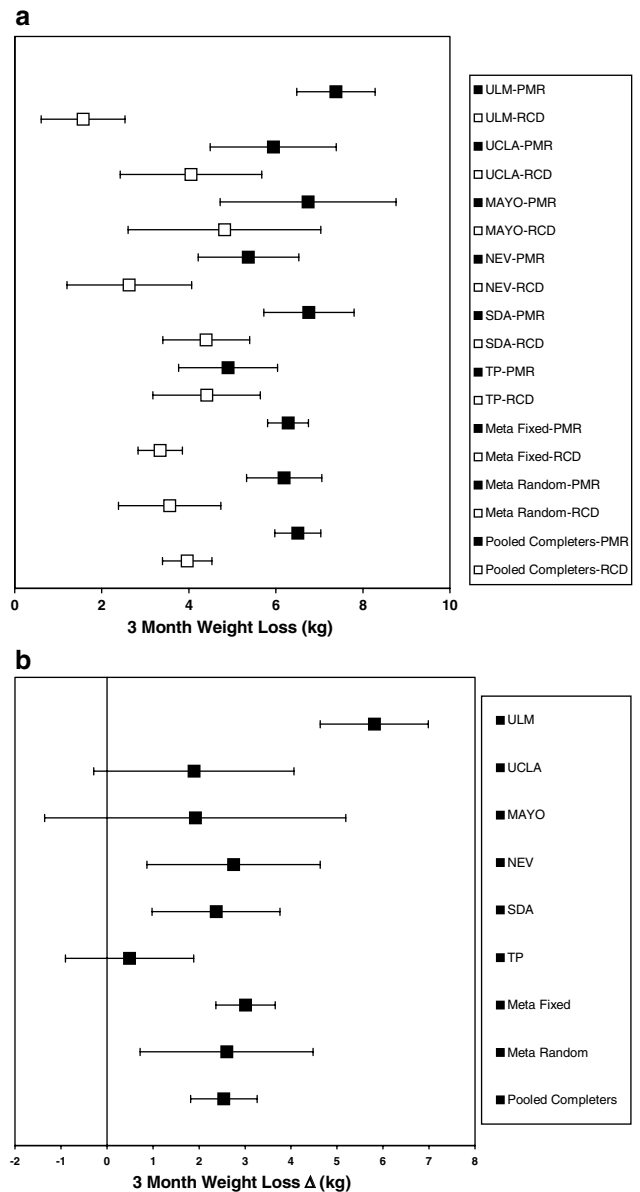 a
ULM-PMR
ULM-RCD
UCLA-PMR
UCLA-RCD
MAYO-PMR
MAYO-RCD
NEV-PMR
NEV-RCD
SDA-PMR
SDA-RCD
TP-PMR
TP-RCD
Meta Fixed-PMR
Meta Fixed-RCD
Meta Random-PMR
Meta Random-RCD
Pooled Completers-PMR
Pooled Completers-RCD
0 2 4 6 8 10
3 Month Weight Loss (kg)
b
ULM
UCLA
MAYO
NEV
SDA
TP
Meta Fixed
Meta Random
Pooled Completers
-2 -1 0 1 2 3 4 5 6 7 8
3 Month Weight Loss Δ (kg)